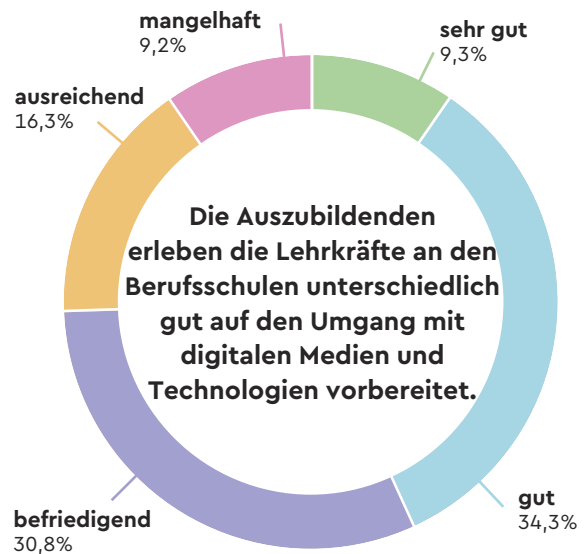 mangelhaft
9,2%
sehr gut
9,3%
ausreichend
16,3%
Die Auszubildenden
erleben die Lehrkräfte an den
Berufsschulen unterschiedlich
gut auf den Umgang mit
digitalen Medien und
Technologien vorbereitet.
befriedigend
30,8%
gut
34,3%